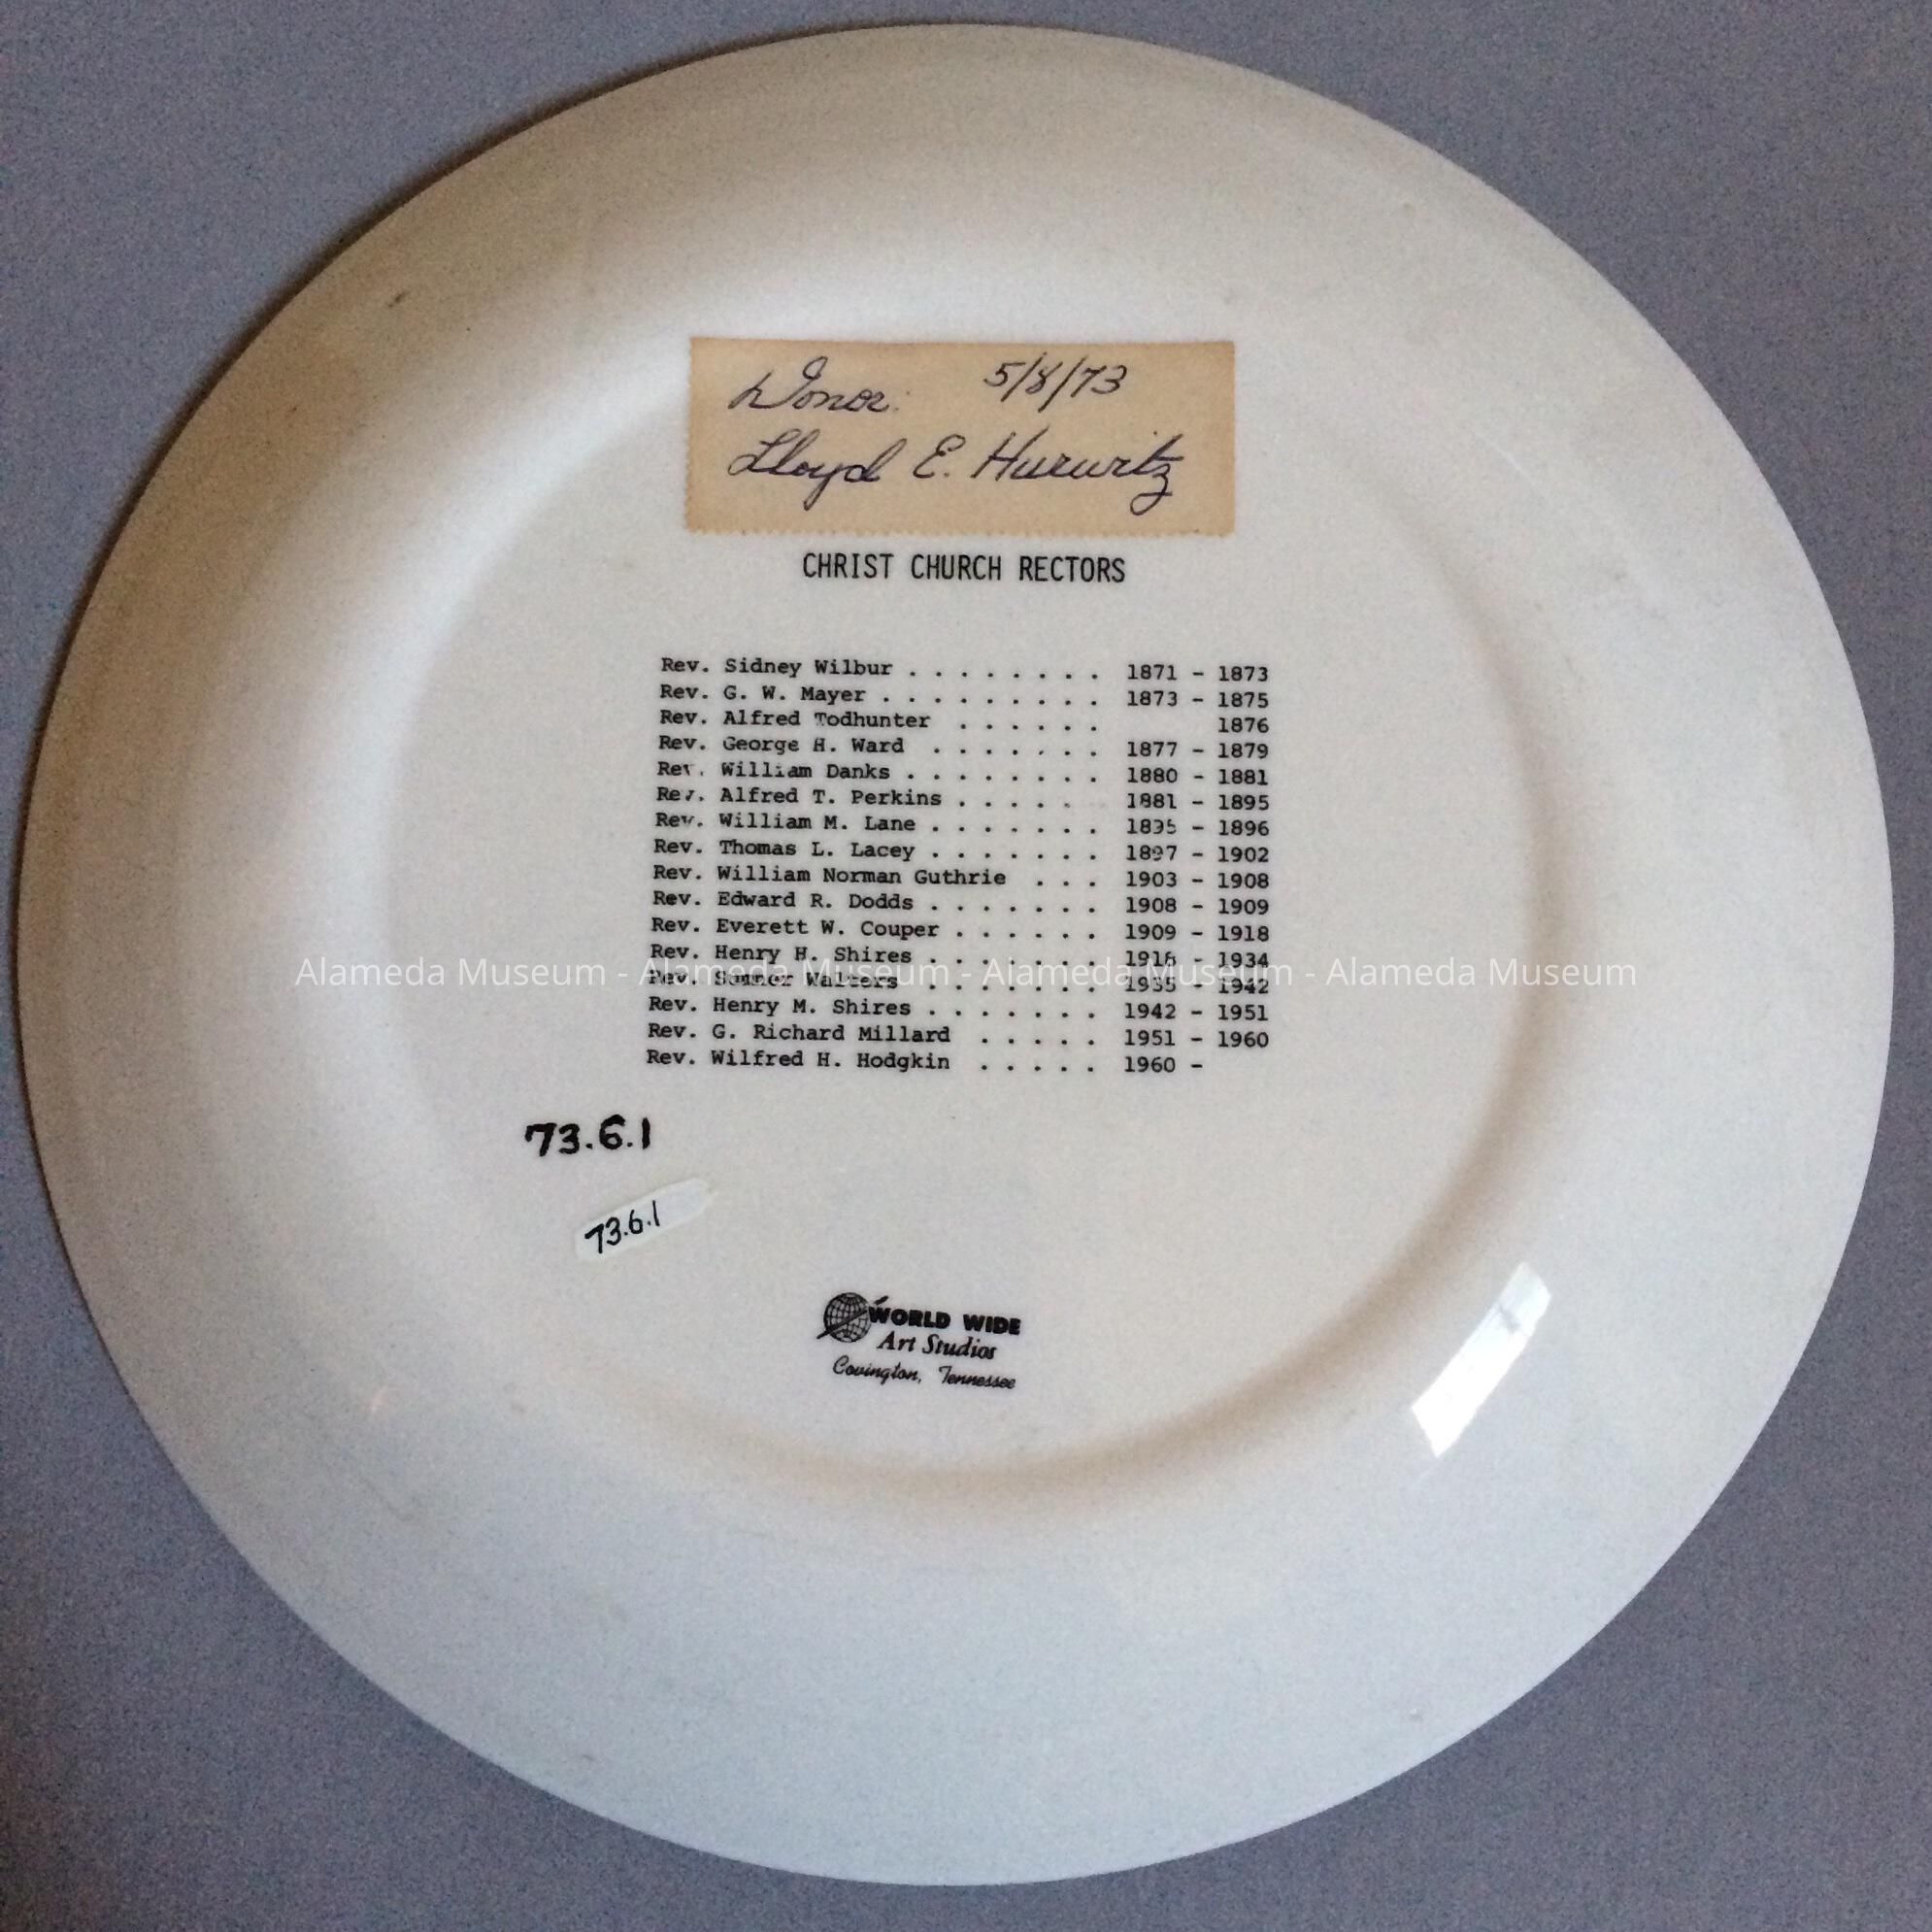 Donor: 5/8/73
Lloyd E. Hurwitz
CHRIST CHURCH RECTORS
Rev. Sidney Wilbur . . . . . . . . 1871 - 1873
Rev. G. W. Mayer . . . . . . . . . 1873 - 1875
Rev. Alfred Todhunter . . . . . . 1876
Rev. George H. Ward . . . . . . . 1877 - 1879
Rev. William Danks . . . . . . . . 1880 - 1881
Rev. Alfred T. Perkins . . . . . 1881 - 1895
Rev. William M. Lane . . . . . . . 1895 - 1896
Rev. Thomas L. Lacey . . . . . . . 1897 - 1902
Rev. William Norman Guthrie . . . 1903 - 1908
Rev. Edward R. Dodds . . . . . . . 1908 - 1909
Rev. Everett W. Couper . . . . . . 1909 - 1918
Rev. Henry H. Shires . . . . . . . 1918 - 1934
Alameda Museum - Alameda Museum - Alameda Museum - Alameda Museum
Rev. Sumner Walters . . . . . . . 1935 - 1942
Rev. Henry M. Shires . . . . . . . 1942 - 1951
Rev. G. Richard Millard . . . . . 1951 - 1960
Rev. Wilfred H. Hodgkin . . . . . 1960 -
73.6.1
73.6.1
WORLD WIDE
Art Studios
Covington, Tennessee